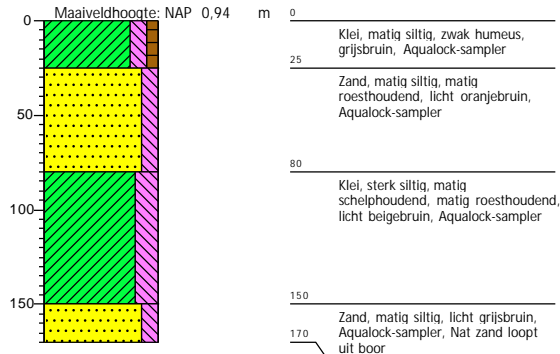 Maaiveldhoogte: NAP 0,94 m
0
0
Klei, matig siltig, zwak humeus,
grijsbruin, Aqualock-sampler
25
Zand, matig siltig, matig
roesthoudend, licht oranjebruin,
Aqualock-sampler
50
80
Klei, sterk siltig, matig
schelphoudend, matig roesthoudend,
licht beigebruin, Aqualock-sampler
100
150
150
Zand, matig siltig, licht grijsbruin,
Aqualock-sampler, Nat zand loopt
uit boor
170